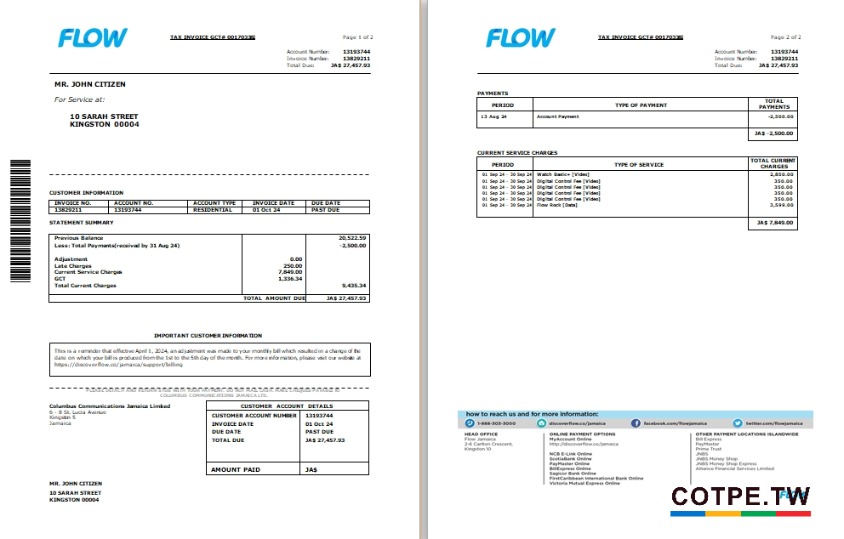 FLOW
TAX INVOICE GCT# 0017033I6
Page 1 of 2
Account Number: 13193744
Invoice Number: 13829211
Total Due: JA$ 27,457.93
MR. JOHN CITIZEN
For Service at:
10 SARAH STREET
KINGSTON 00004
CUSTOMER INFORMATION
INVOICE NO. ACCOUNT NO. ACCOUNT TYPE INVOICE DATE DUE DATE
13829211 13193744 RESIDENTIAL 01 Oct 24 PAST DUE
STATEMENT SUMMARY
Previous Balance 20,522.59
Less: Total Payments(received by 31 Aug 24) -2,500.00
Adjustment 0.00
Late Charges 250.00
Current Service Charges 7,849.00
GCT 1,336.34
Total Current Charges 9,435.34
TOTAL AMOUNT DUE JA$ 27,457.93
IMPORTANT CUSTOMER INFORMATION
This is a reminder that effective April 1, 2024, an adjustment was made to your monthly bill which resulted in a change of the
date on which your bill is produced from the 1st to the 5th day of the month. For more information, please visit our website at
https://discoverflow.co/jamaica/support/billing
COLUMBUS COMMUNICATIONS JAMAICA LTD.
Columbus Communications Jamaica Limited
6 - 8 St. Lucia Avenue
Kingston 5
Jamaica
CUSTOMER ACCOUNT DETAILS
CUSTOMER ACCOUNT NUMBER 13193744
INVOICE DATE 01 Oct 24
DUE DATE PAST DUE
TOTAL DUE JA$ 27,457.93
AMOUNT PAID JA$
MR. JOHN CITIZEN
10 SARAH STREET
KINGSTON 00004
FLOW
TAX INVOICE GCT# 0017033I6
Page 2 of 2
Account Number: 13193744
Invoice Number: 13829211
Total Due: JA$ 27,457.93
PAYMENTS
PERIOD TYPE OF PAYMENT TOTAL PAYMENTS
13 Aug 24 Account Payment -2,500.00
JA$ -2,500.00
CURRENT SERVICE CHARGES
PERIOD TYPE OF SERVICE TOTAL CURRENT CHARGES
01 Sep 24 - 30 Sep 24 Watch Basic+ [Video] 2,850.00
01 Sep 24 - 30 Sep 24 Digital Control Fee [Video] 350.00
01 Sep 24 - 30 Sep 24 Digital Control Fee [Video] 350.00
01 Sep 24 - 30 Sep 24 Digital Control Fee [Video] 350.00
01 Sep 24 - 30 Sep 24 Digital Control Fee [Video] 350.00
01 Sep 24 - 30 Sep 24 Flow Rock [Data] 3,599.00
JA$ 7,849.00
how to reach us and for more information:
1-888-303-3000
discoverflow.co/jamaica
facebook.com/flowjamaica
twitter.com/flowjamaica
HEAD OFFICE
Flow Jamaica
2-6 Carlton Crescent,
Kingston 10
ONLINE PAYMENT OPTIONS
MyAccount Online
http://discoverflow.co/jamaica
NCB E-Link Online
ScotiaBank Online
PayMaster Online
BillExpress Online
Sagicor Bank Online
FirstCaribbean International Bank Online
Victoria Mutual Express Online
OTHER PAYMENT LOCATIONS ISLANDWIDE
Bill Express
PayMaster
Prime Trust
JNBS
JNBS Money Shop
JNBS Money Shop Express
Alliance Financial Services Limited
FLOW
COTPE.TW